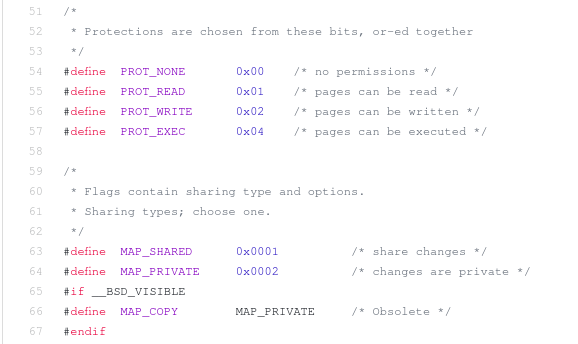 51 /*
52 * Protections are chosen from these bits, or-ed together
53 */
54 #define PROT_NONE 0x00 /* no permissions */
55 #define PROT_READ 0x01 /* pages can be read */
56 #define PROT_WRITE 0x02 /* pages can be written */
57 #define PROT_EXEC 0x04 /* pages can be executed */
58
59 /*
60 * Flags contain sharing type and options.
61 * Sharing types; choose one.
62 */
63 #define MAP_SHARED 0x0001 /* share changes */
64 #define MAP_PRIVATE 0x0002 /* changes are private */
65 #if __BSD_VISIBLE
66 #define MAP_COPY MAP_PRIVATE /* Obsolete */
67 #endif